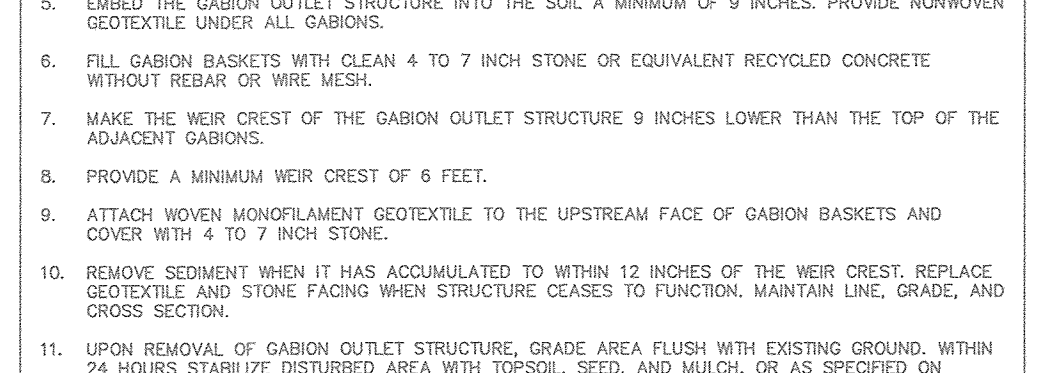 5. EMBED THE GABION OUTLET STRUCTURE INTO THE SOIL A MINIMUM OF 9 INCHES. PROVIDE NONWOVEN
GEOTEXTILE UNDER ALL GABIONS.
6. FILL GABION BASKETS WITH CLEAN 4 TO 7 INCH STONE OR EQUIVALENT RECYCLED CONCRETE
WITHOUT REBAR OR WIRE MESH.
7. MAKE THE WEIR CREST OF THE GABION OUTLET STRUCTURE 9 INCHES LOWER THAN THE TOP OF THE
ADJACENT GABIONS.
8. PROVIDE A MINIMUM WEIR CREST OF 6 FEET.
9. ATTACH WOVEN MONOFILAMENT GEOTEXTILE TO THE UPSTREAM FACE OF GABION BASKETS AND
COVER WITH 4 TO 7 INCH STONE.
10. REMOVE SEDIMENT WHEN IT HAS ACCUMULATED TO WITHIN 12 INCHES OF THE WEIR CREST. REPLACE
GEOTEXTILE AND STONE FACING WHEN STRUCTURE CEASES TO FUNCTION. MAINTAIN LINE, GRADE, AND
CROSS SECTION.
11. UPON REMOVAL OF GABION OUTLET STRUCTURE, GRADE AREA FLUSH WITH EXISTING GROUND. WITHIN
24 HOURS STABILIZE DISTURBED AREA WITH TOPSOIL, SEED, AND MULCH, OR AS SPECIFIED ON